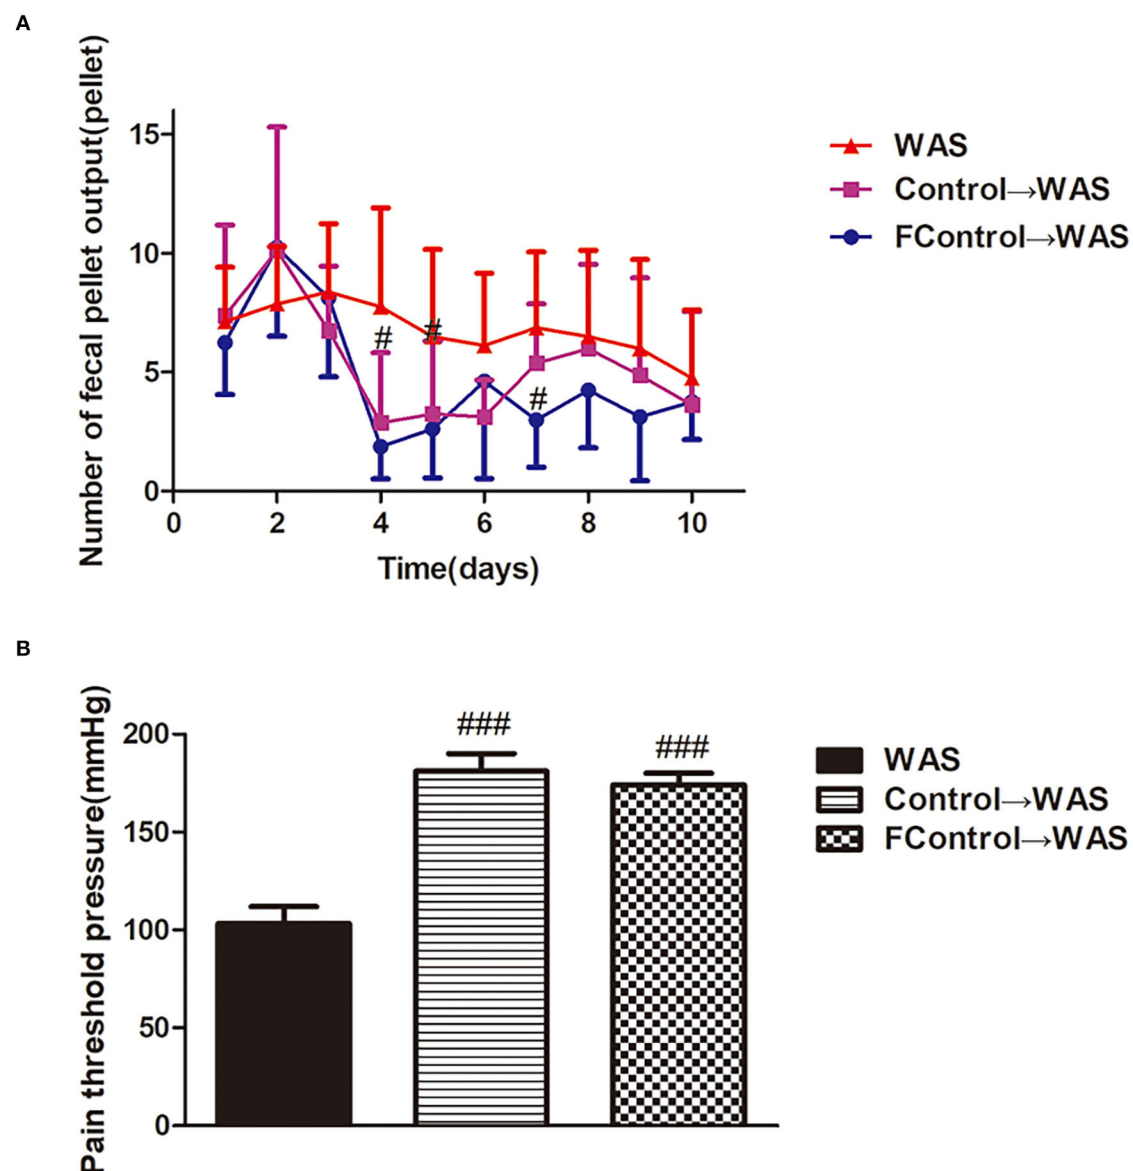 A
Number of fecal pellet output(pellet)
15
10
5
0
#
#
#
0 2 4 6 8 10
Time(days)
WAS
Control→WAS
FControl→WAS
B
Pain threshold pressure(mmHg)
200
150
100
50
0
###
###
WAS
Control→WAS
FControl→WAS